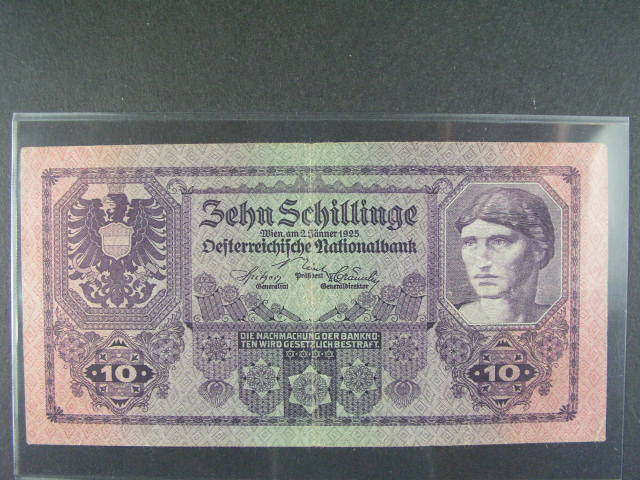 Zehn Schillinge
Wien, am 2. Jänner 1925.
Oesterreichische Nationalbank
Präsident
Generalrat Generaldirektor
DIE NACHMACHUNG DER BANKNO-
TEN WIRD GESETZLICH BESTRAFT.
10 10